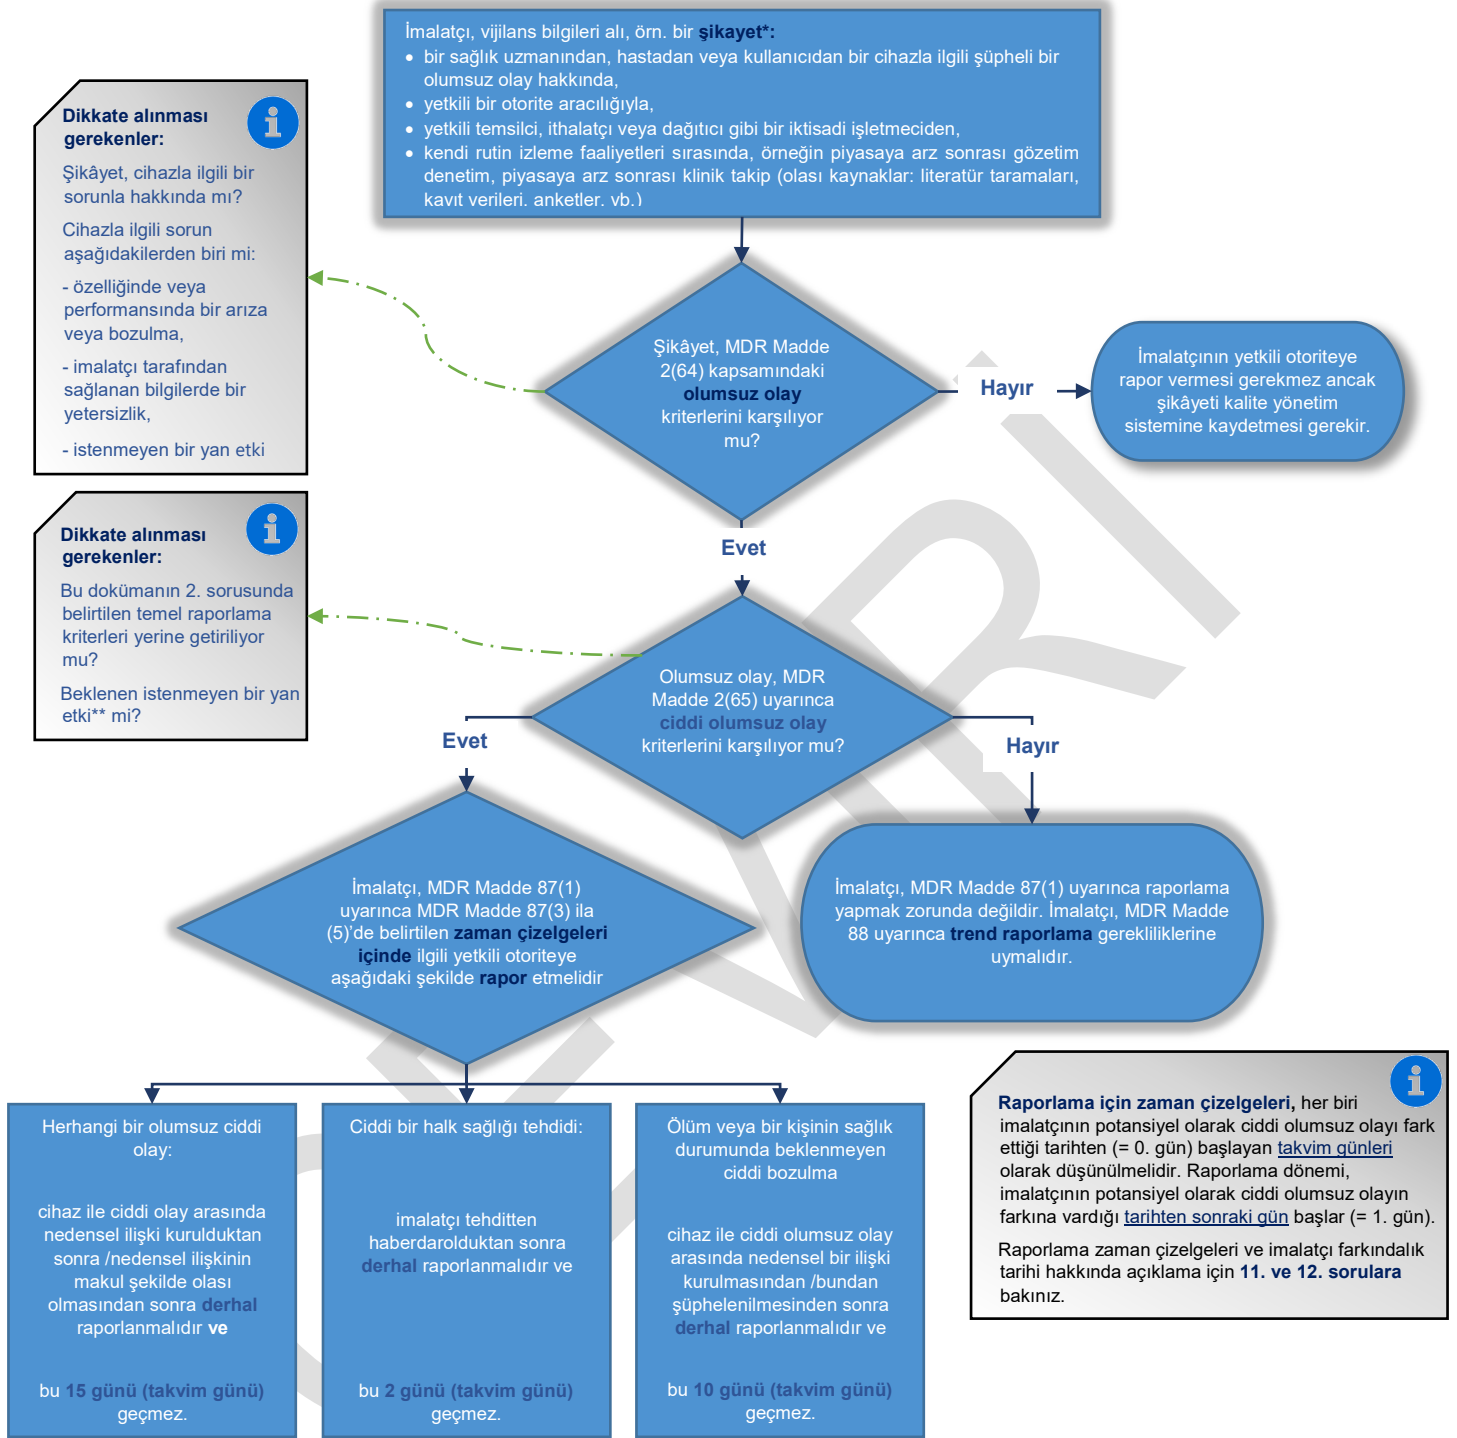 İmalatçı, vijilans bilgileri alı, örn. bir şikayet*:
• bir sağlık uzmanından, hastadan veya kullanıcıdan bir cihazla ilgili şüpheli bir
olumsuz olay hakkında,
• yetkili bir otorite aracılığıyla,
• yetkili temsilci, ithalatçı veya dağıtıcı gibi bir iktisadi işletmeciden,
• kendi rutin izleme faaliyetleri sırasında, örneğin piyasaya arz sonrası gözetim
denetim, piyasaya arz sonrası klinik takip (olası kaynaklar: literatür taramaları,
kayıt verileri, anketler, vb.)
Dikkate alınması
gerekenler:
Şikâyet, cihazla ilgili bir
sorunla hakkında mı?
Cihazla ilgili sorun
aşağıdakilerden biri mi:
- özelliğinde veya
performansında bir arıza
veya bozulma,
- imalatçı tarafından
sağlanan bilgilerde bir
yetersizlik,
- istenmeyen bir yan etki
Şikâyet, MDR Madde
2(64) kapsamındaki
olumsuz olay
kriterlerini karşılıyor
mu?
Hayır
İmalatçının yetkili otoriteye
rapor vermesi gerekmez ancak
şikâyeti kalite yönetim
sistemine kaydetmesi gerekir.
Evet
Dikkate alınması
gerekenler:
Bu dokümanın 2. sorusunda
belirtilen temel raporlama
kriterleri yerine getiriliyor
mu?
Beklenen istenmeyen bir yan
etki** mi?
Olumsuz olay, MDR
Madde 2(65) uyarınca
ciddi olumsuz olay
kriterlerini karşılıyor mu?
Evet
Hayır
İmalatçı, MDR Madde 87(1)
uyarınca MDR Madde 87(3) ila
(5)’de belirtilen zaman çizelgeleri
içinde ilgili yetkili otoriteye
aşağıdaki şekilde rapor etmelidir
İmalatçı, MDR Madde 87(1) uyarınca raporlama
yapmak zorunda değildir. İmalatçı, MDR Madde
88 uyarınca trend raporlama gerekliliklerine
uymalıdır.
Herhangi bir olumsuz ciddi
olay:
cihaz ile ciddi olay arasında
nedensel ilişki kurulduktan
sonra /nedensel ilişkinin
makul şekilde olası
olmasından sonra derhal
raporlanmalıdır ve
bu 15 günü (takvim günü)
geçmez.
Ciddi bir halk sağlığı tehdidi:
imalatçı tehditten
haberdarolduktan sonra
derhal raporlanmalıdır ve
bu 2 günü (takvim günü)
geçmez.
Ölüm veya bir kişinin sağlık
durumunda beklenmeyen
ciddi bozulma
cihaz ile ciddi olumsuz olay
arasında nedensel bir ilişki
kurulmasından /bundan
şüphelenilmesinden sonra
derhal raporlanmalıdır ve
bu 10 günü (takvim günü)
geçmez.
Raporlama için zaman çizelgeleri, her biri
imalatçının potansiyel olarak ciddi olumsuz olayı fark
ettiği tarihten (= 0. gün) başlayan takvim günleri
olarak düşünülmelidir. Raporlama dönemi,
imalatçının potansiyel olarak ciddi olumsuz olayın
farkına vardığı tarihten sonraki gün başlar (= 1. gün).
Raporlama zaman çizelgeleri ve imalatçı farkındalık
tarihi hakkında açıklama için 11. ve 12. sorulara
bakınız.